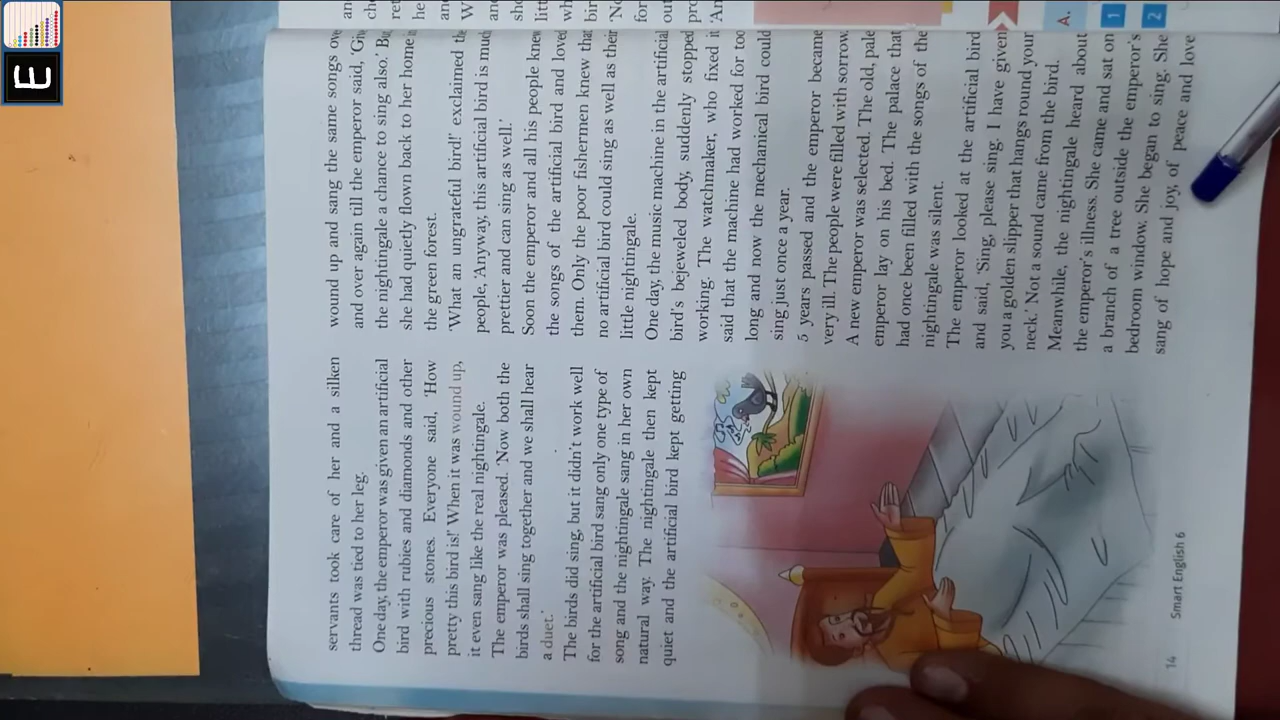 servants took care of her and a silken
thread was tied to her leg.
One day, the emperor was given an artificial
bird with rubies and diamonds and other
precious stones. Everyone said, 'How
pretty this bird is! When it was wound up,
it even sang like the real nightingale.
The emperor was pleased. 'Now both the
birds shall sing together and we shall hear
a duet.'
The birds did sing, but it didn't work well
for the artificial bird sang only one type of
song and the nightingale sang in her own
natural way. The nightingale then kept
quiet and the artificial bird kept getting
wound up and sang the same songs ove
and over again till the emperor said, 'Giv
the nightingale a chance to sing also.' Bu
she had quietly flown back to her home i
the green forest.
'What an ungrateful bird!' exclaimed the
people, 'Anyway, this artificial bird is much
prettier and can sing as well.'
Soon the emperor and all his people knew
the songs of the artificial bird and loved
them. Only the poor fishermen knew that
no artificial bird could sing as well as their
little nightingale.
One day, the music machine in the artificial
bird's bejeweled body, suddenly stopped
working. The watchmaker, who fixed it
said that the machine had worked for too
long and now the mechanical bird could
sing just once a year.
5 years passed and the emperor became
very ill. The people were filled with sorrow.
A new emperor was selected. The old, pale
emperor lay on his bed. The palace that
had once been filled with the songs of the
nightingale was silent.
The emperor looked at the artificial bird
and said, 'Sing, please sing. I have given
you a golden slipper that hangs round your
neck.' Not a sound came from the bird.
Meanwhile, the nightingale heard about
the emperor's illness. She came and sat on
a branch of a tree outside the emperor's
bedroom window. She began to sing. She
sang of hope and joy, of peace and love
14 Smart English 6
A.
1
2
E